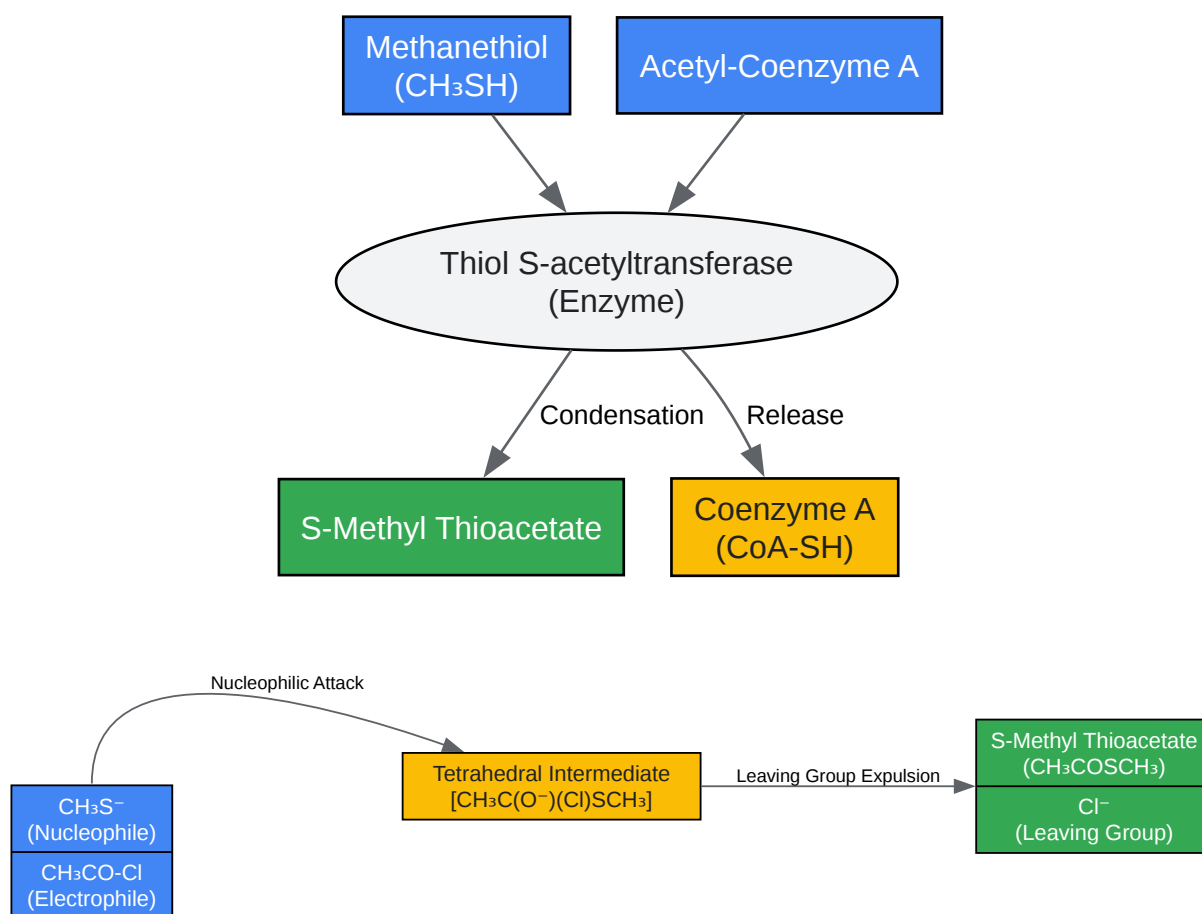 Methanethiol
(CH₃SH)
Acetyl-Coenzyme A
Thiol S-acetyltransferase
(Enzyme)
Condensation
Release
S-Methyl Thioacetate
Coenzyme A
(CoA-SH)
Nucleophilic Attack
CH₃S⁻
(Nucleophile)
CH₃CO-Cl
(Electrophile)
Tetrahedral Intermediate
[CH₃C(O⁻)(Cl)SCH₃]
Leaving Group Expulsion
S-Methyl Thioacetate
(CH₃COSCH₃)
Cl⁻
(Leaving Group)